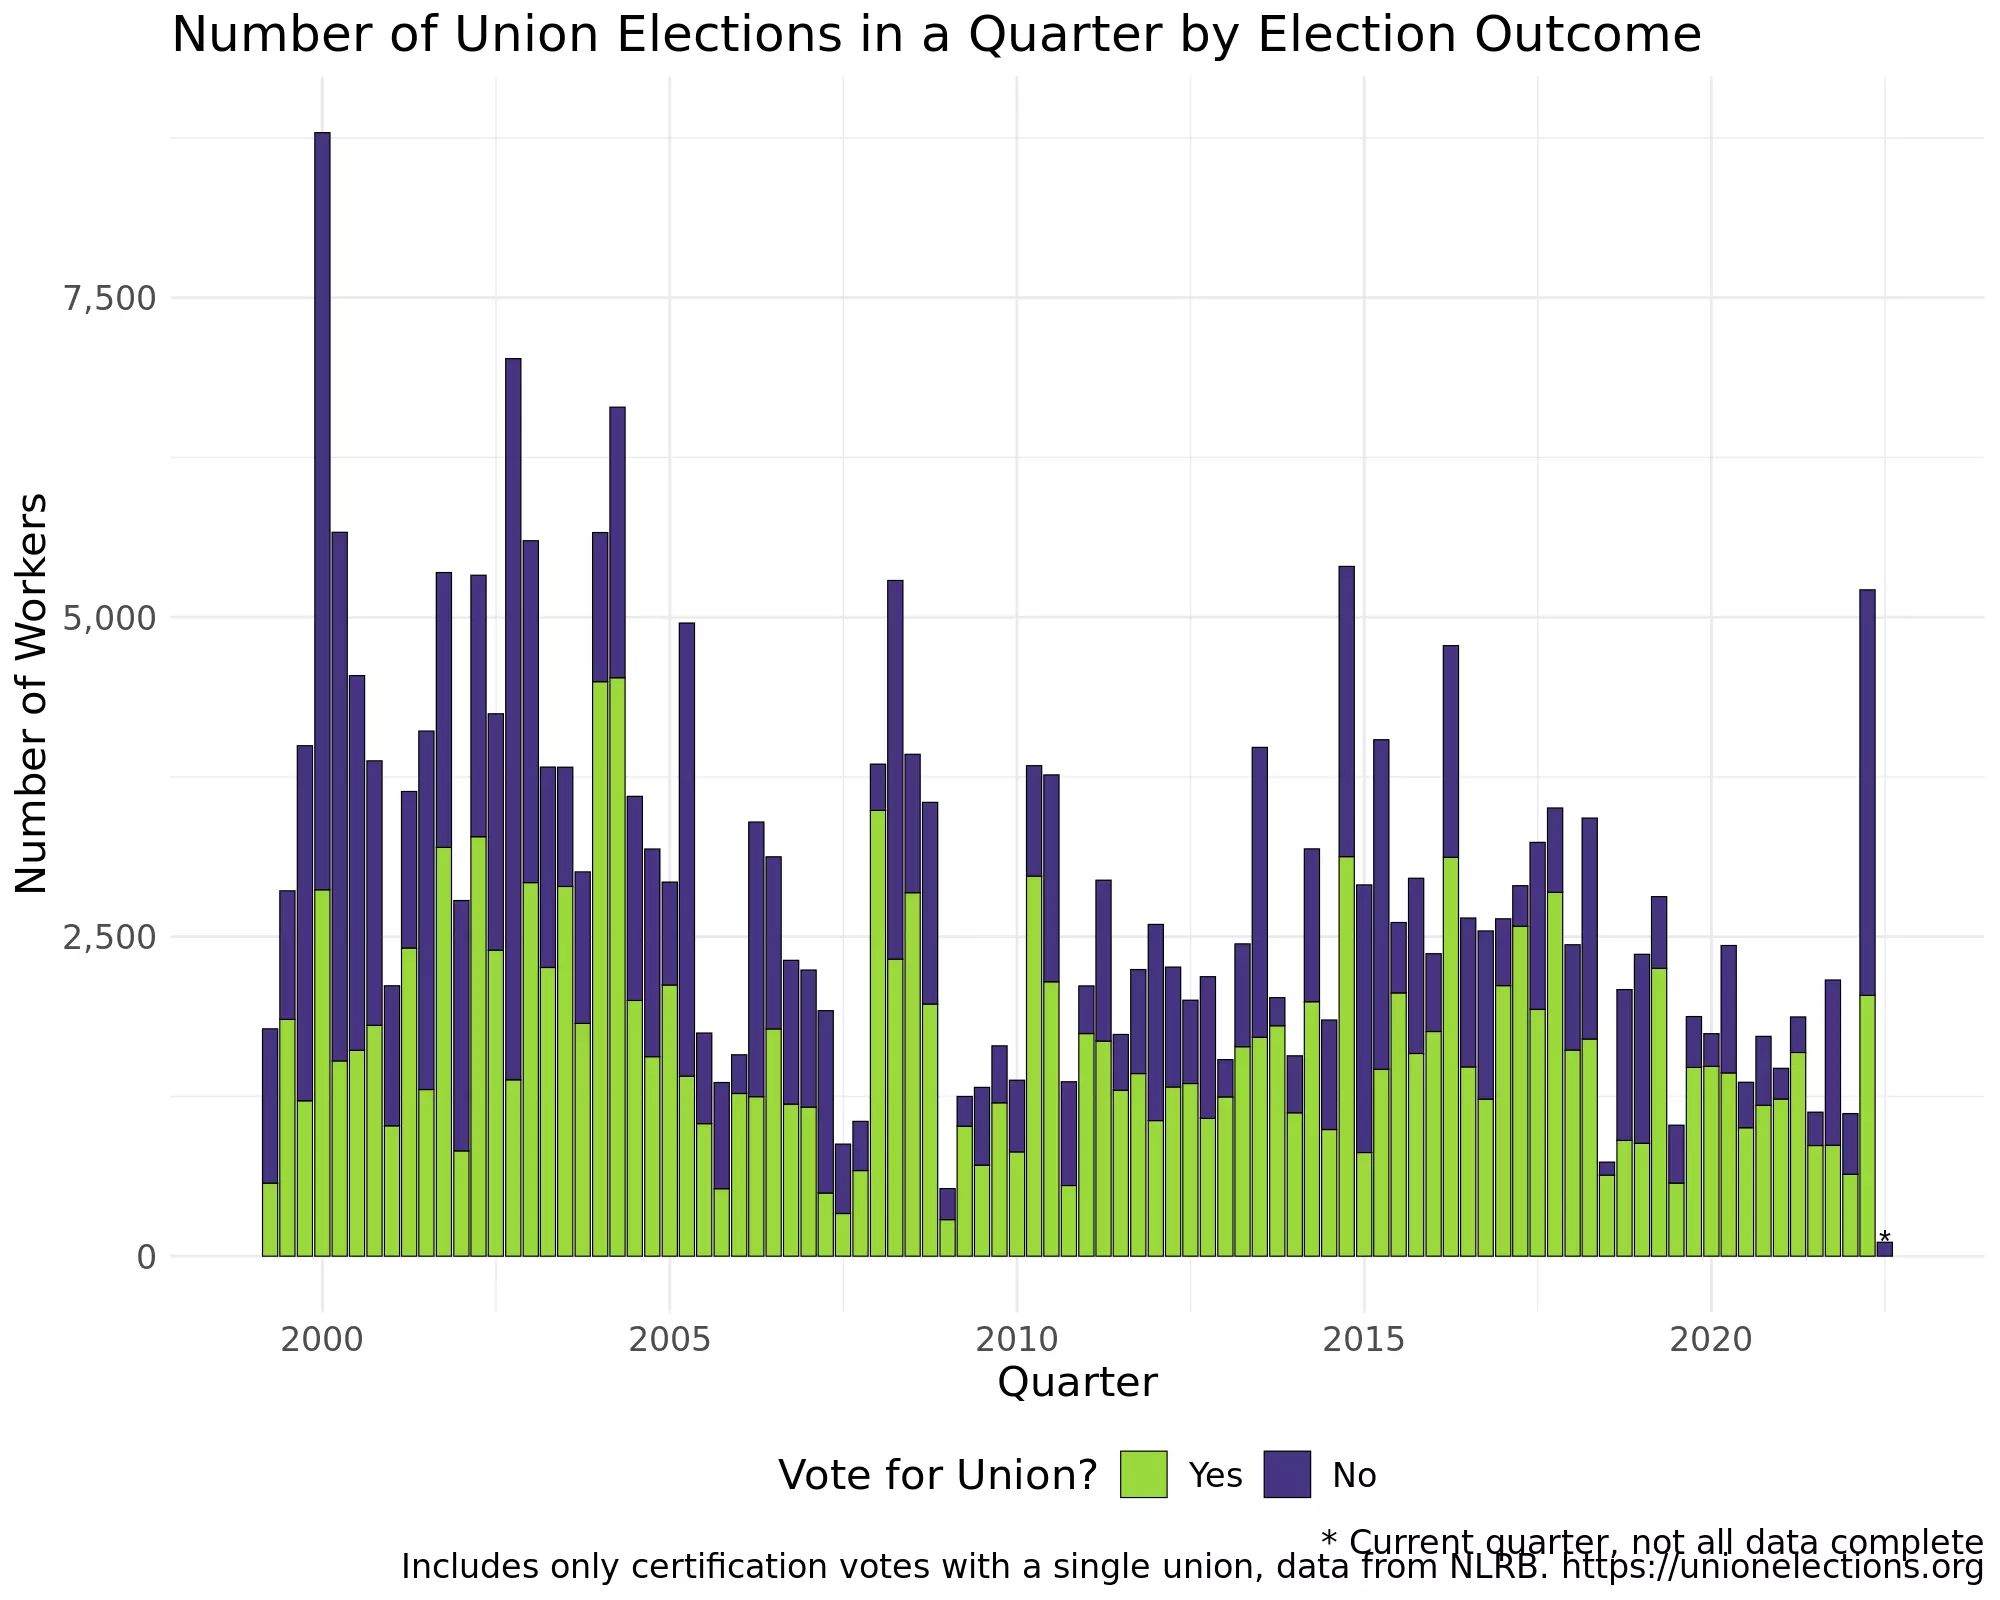 Number of Union Elections in a Quarter by Election Outcome
Number of Workers
7,500
5,000
2,500
0
*
2000 2005 2010 2015 2020
Quarter
Vote for Union? Yes No
* Current quarter, not all data complete
Includes only certification votes with a single union, data from NLRB. https://unionelections.org